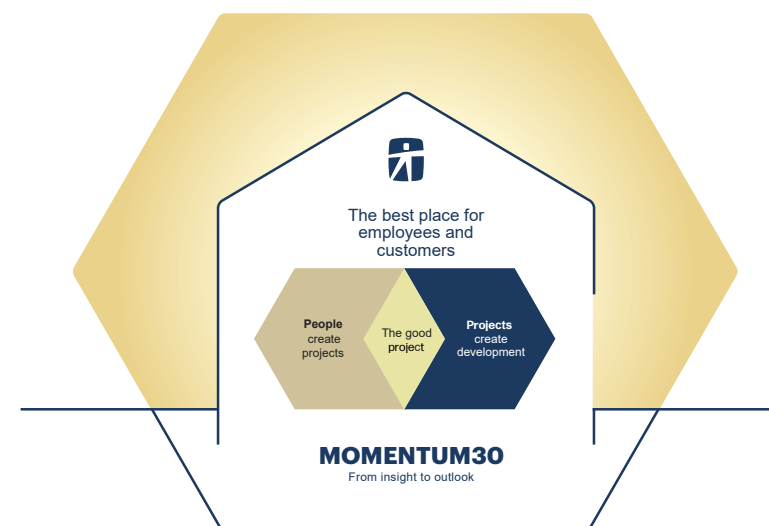 The best place for
employees and
customers
People
create
projects
The good
project
Projects
create
development
MOMENTUM30
From insight to outlook